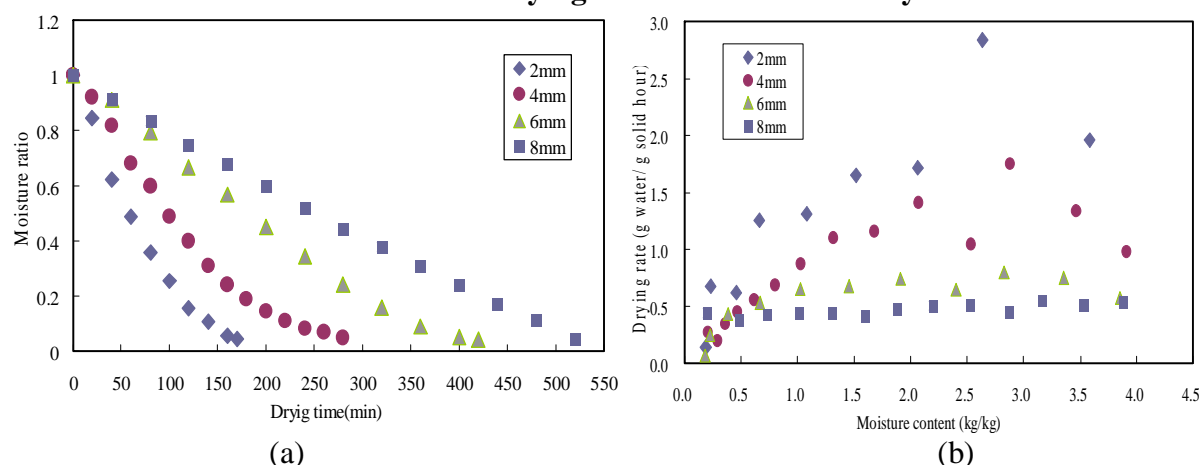 1.2
1
0.8
0.6
0.4
0.2
0
0 50 100 150 200 250 300 350 400 450 500 550
Moisture ratio
Dryig time(min)
2mm
4mm
6mm
8mm
(a)
3.0
2.5
2.0
1.5
1.0
0.5
0.0
0.0 0.5 1.0 1.5 2.0 2.5 3.0 3.5 4.0 4.5
Drying rate (g water/ g solid hour)
Moisture content (kg/kg)
2mm
4mm
6mm
8mm
(b)